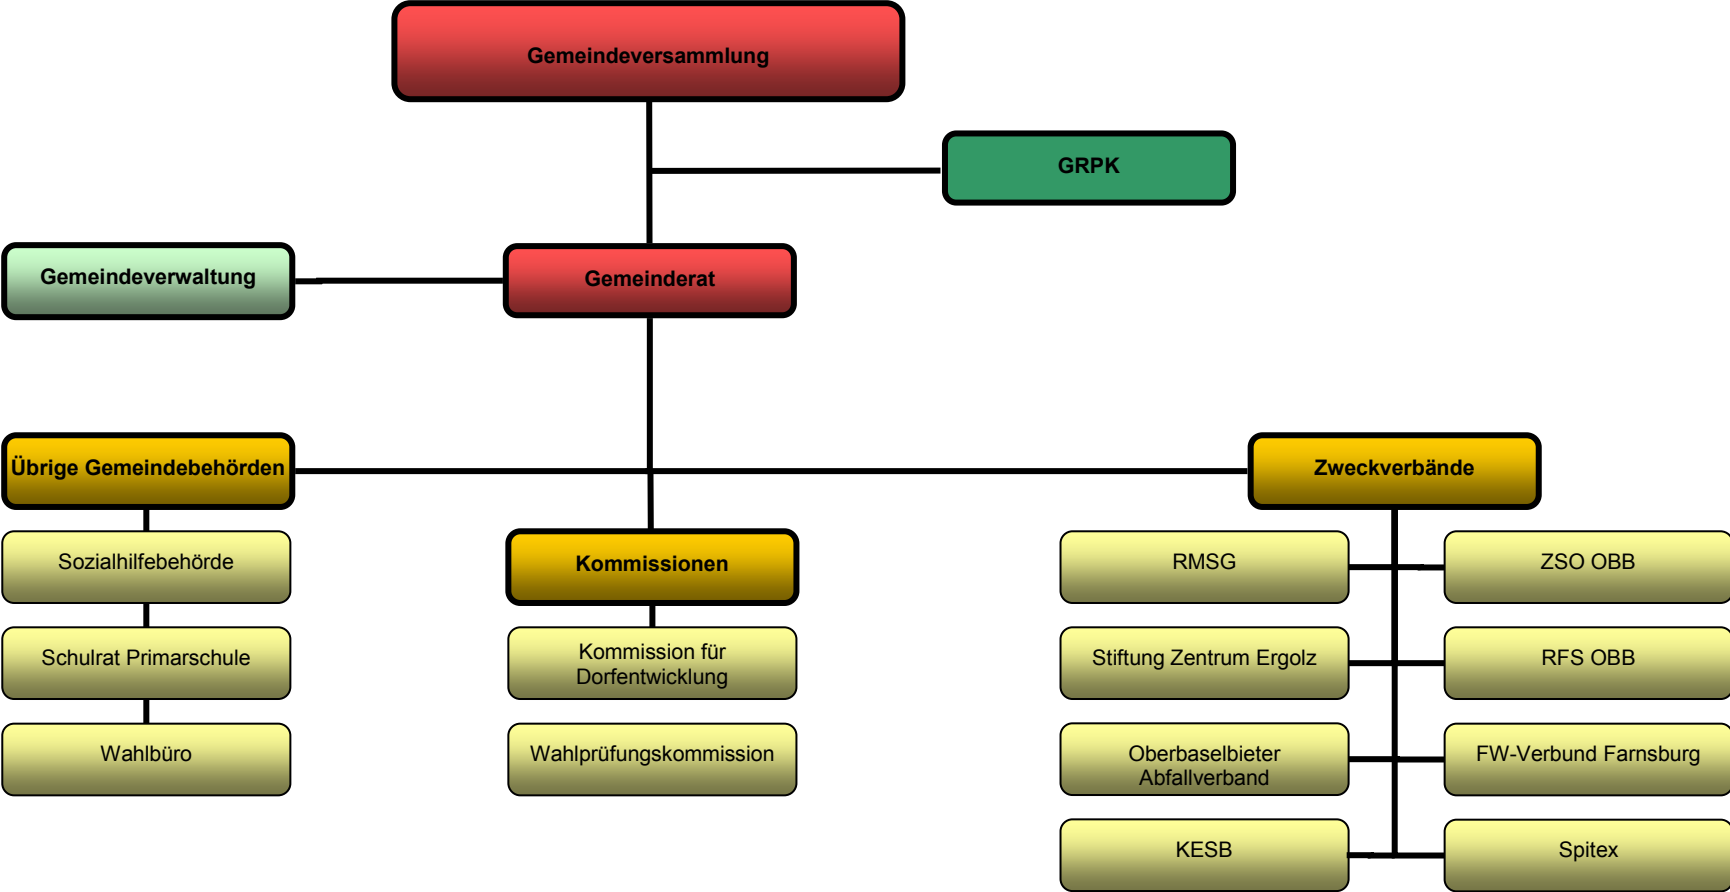 Gemeindeversammlung
GRPK
Gemeindeverwaltung
Gemeinderat
Übrige Gemeindebehörden
Zweckverbände
Sozialhilfebehörde
Kommissionen
RMSG
ZSO OBB
Schulrat Primarschule
Kommission für
Dorfentwicklung
Stiftung Zentrum Ergolz
RFS OBB
Wahlbüro
Wahlprüfungskommission
Oberbaselbieter
Abfallverband
FW-Verbund Farnsburg
KESB
Spitex